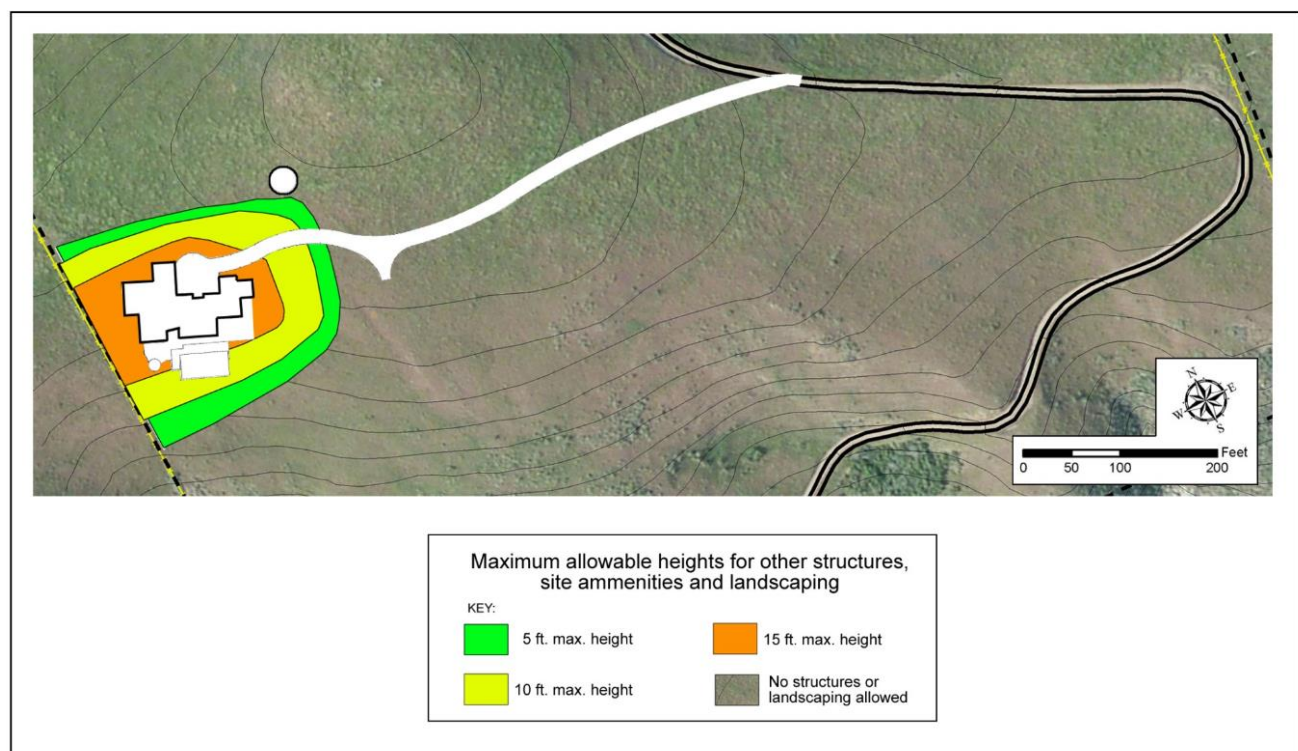 N
E
W
S
Feet
0 50 100 200
Maximum allowable heights for other structures,
site ammenities and landscaping
KEY:
5 ft. max. height
15 ft. max. height
10 ft. max. height
No structures or
landscaping allowed